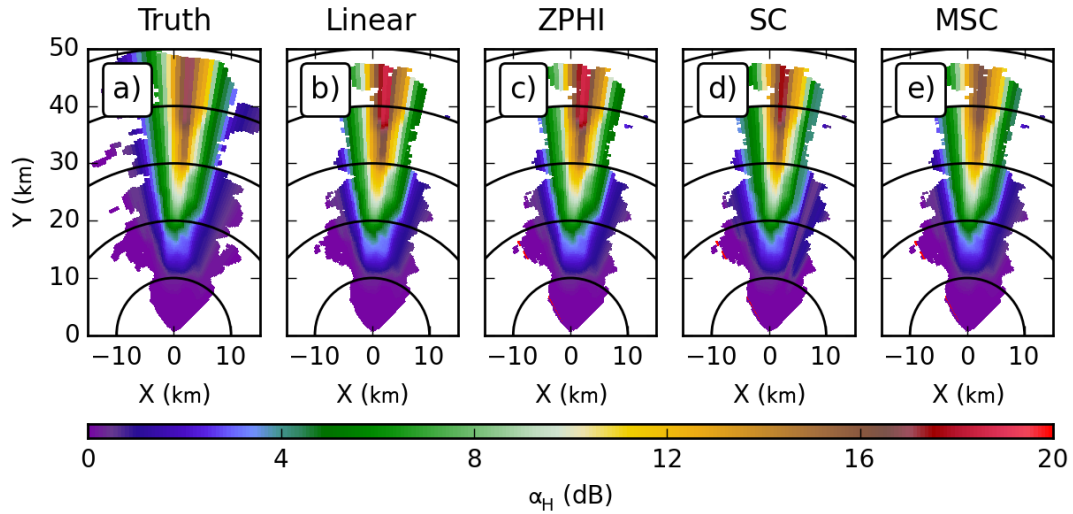 Truth Linear ZPHI SC MSC
a) b) c) d) e)
50
40
30
20
10
0
Y (km)
−10 0 10 −10 0 10 −10 0 10 −10 0 10 −10 0 10
X (km) X (km) X (km) X (km) X (km)
0 4 8 12 16 20
α_H (dB)